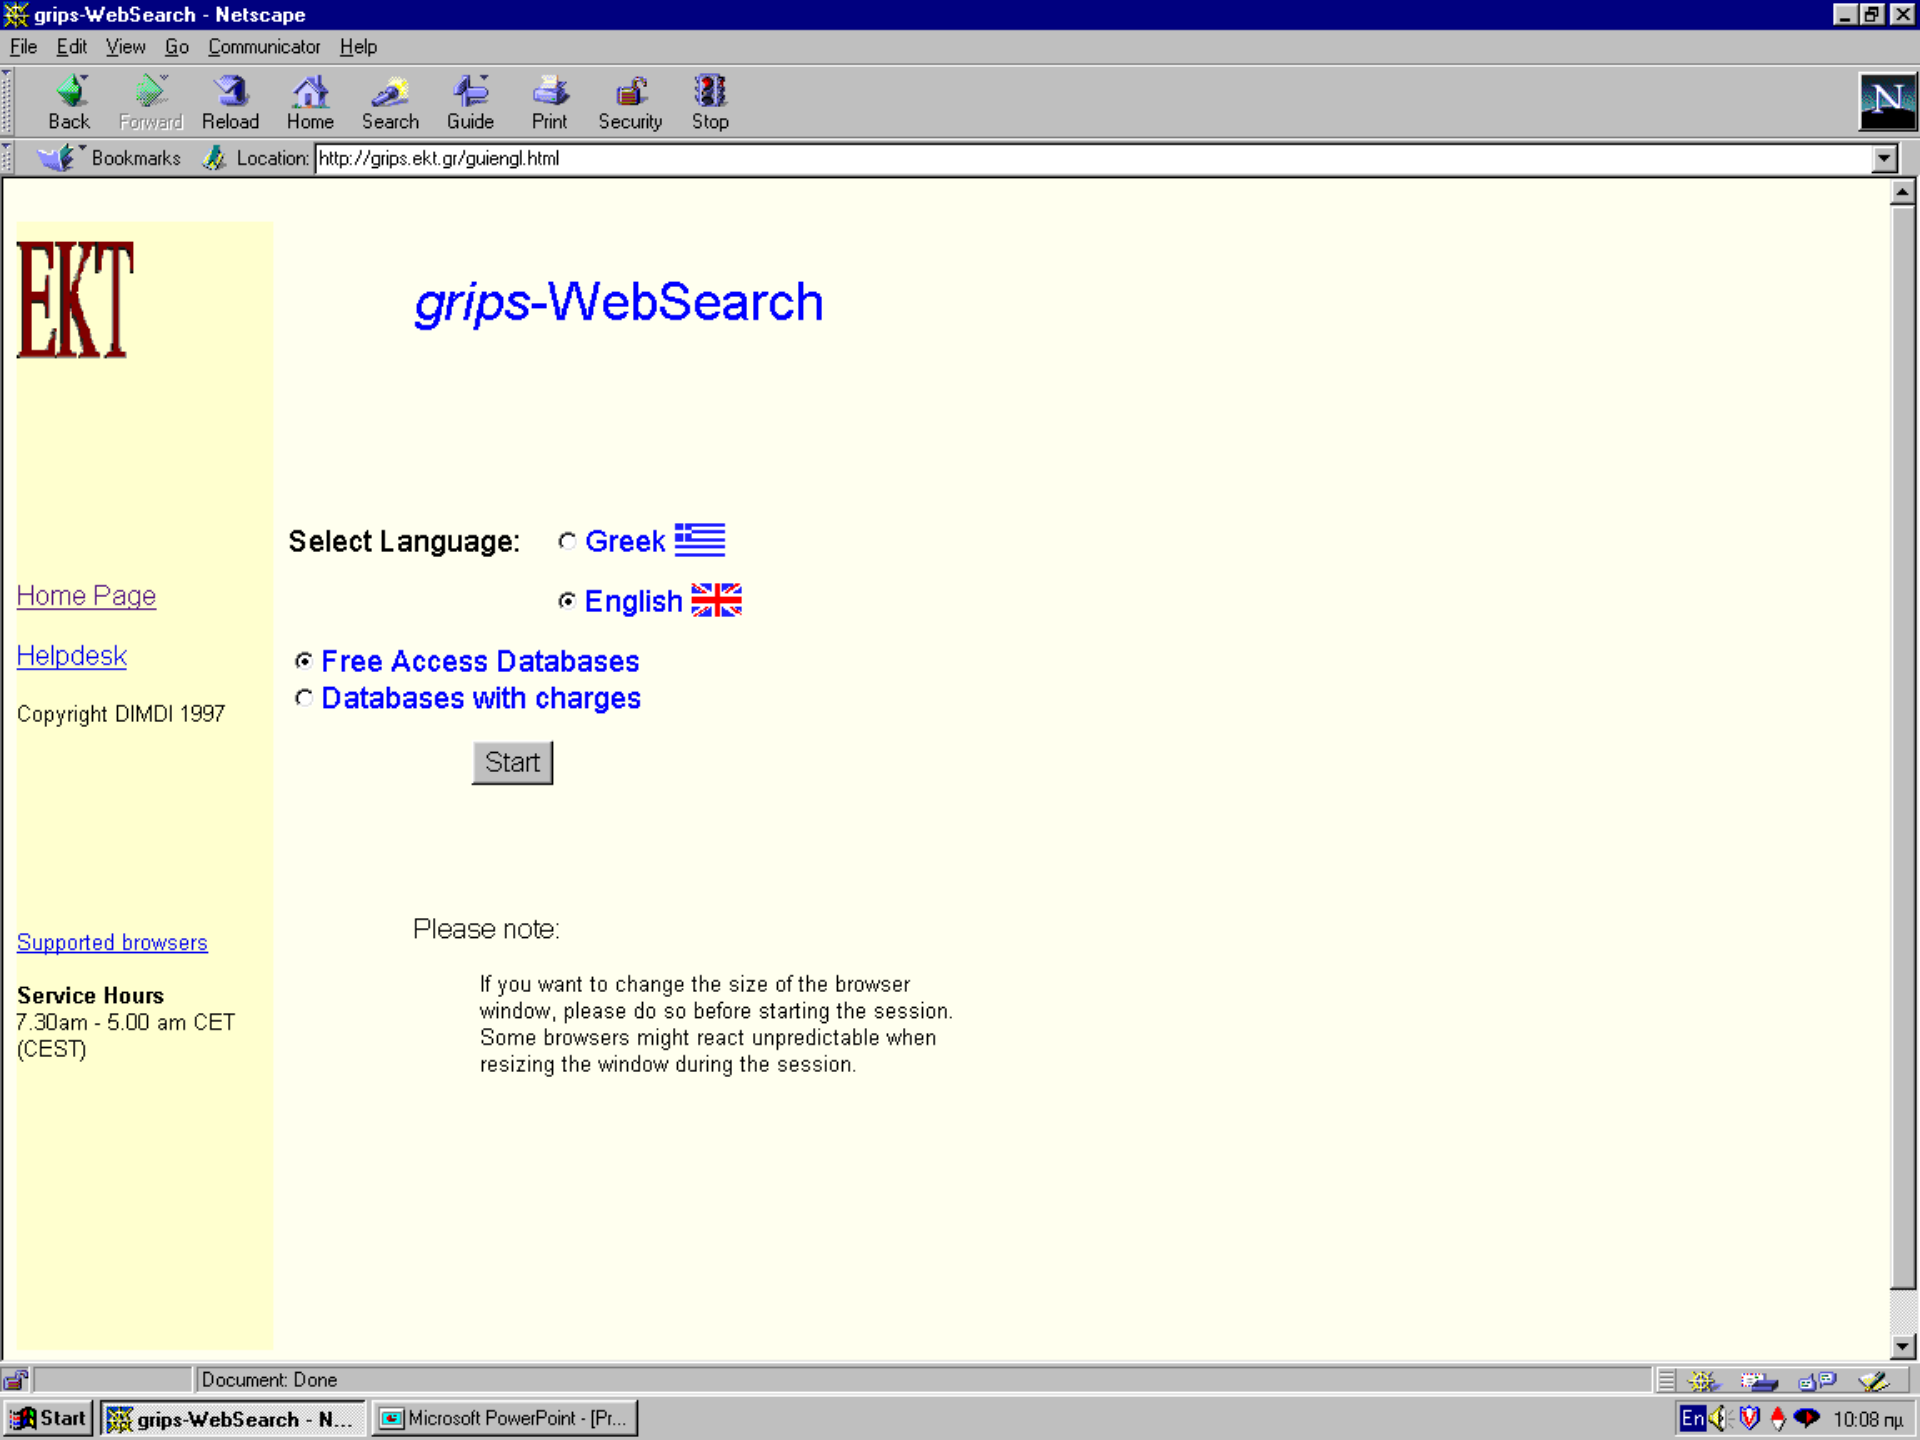 grips-WebSearch - Netscape
File Edit View Go Communicator Help
Back Forward Reload Home Search Guide Print Security Stop
N
Bookmarks Location: http://grips.ekt.gr/guiengl.html
EKT
grips-WebSearch
Select Language: Greek
English
Free Access Databases
Databases with charges
Start
Home Page
Helpdesk
Copyright DIMDI 1997
Supported browsers
Service Hours
7.30am - 5.00 am CET
(CEST)
Please note:
If you want to change the size of the browser
window, please do so before starting the session.
Some browsers might react unpredictable when
resizing the window during the session.
Document: Done
Start grips-WebSearch - N... Microsoft PowerPoint - [Pr... En 10:08 πμ